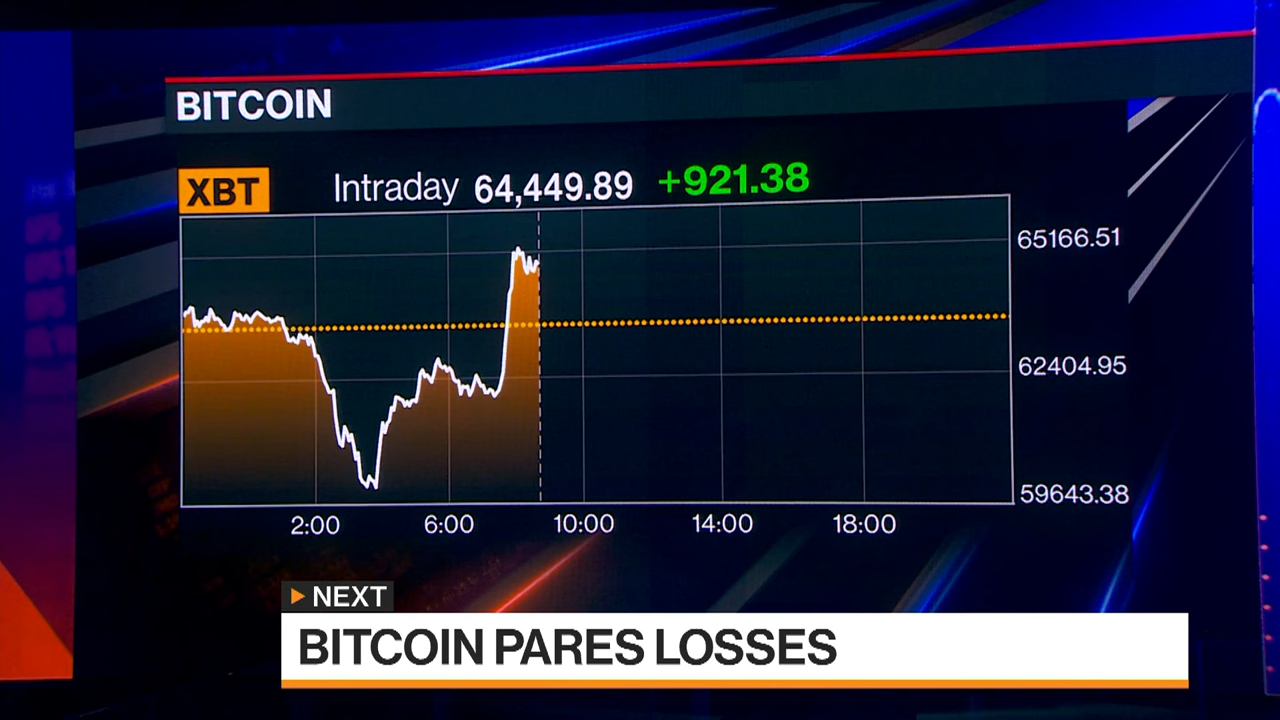 BITCOIN
XBT Intraday 64,449.89 +921.38
65166.51
62404.95
59643.38
2:00 6:00 10:00 14:00 18:00
NEXT
BITCOIN PARES LOSSES